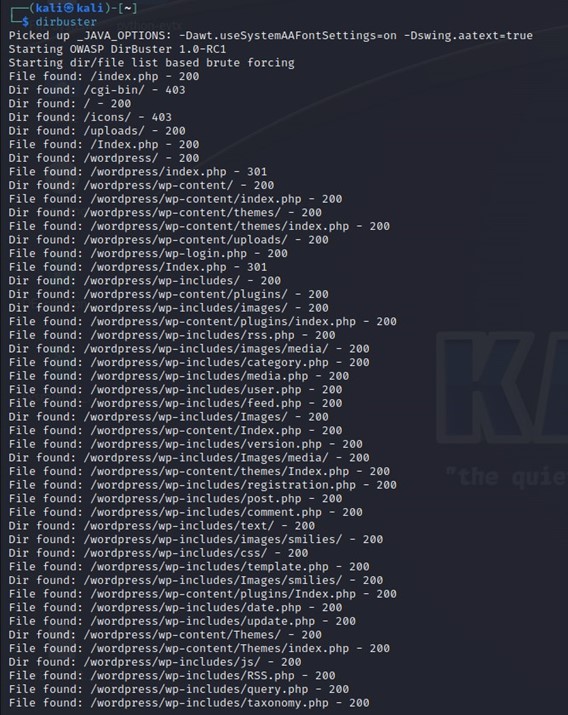 ┌──(kali㉿kali)-[~]
└─$ dirbuster
Picked up _JAVA_OPTIONS: -Dawt.useSystemAAFontSettings=on -Dswing.aatext=true
Starting OWASP DirBuster 1.0-RC1
Starting dir/file list based brute forcing
File found: /index.php - 200
Dir found: /cgi-bin/ - 403
Dir found: / - 200
Dir found: /icons/ - 403
Dir found: /uploads/ - 200
File found: /Index.php - 200
Dir found: /wordpress/ - 200
File found: /wordpress/index.php - 301
Dir found: /wordpress/wp-content/ - 200
File found: /wordpress/wp-content/index.php - 200
Dir found: /wordpress/wp-content/themes/ - 200
File found: /wordpress/wp-content/themes/index.php - 200
Dir found: /wordpress/wp-content/uploads/ - 200
File found: /wordpress/wp-login.php - 200
File found: /wordpress/Index.php - 301
Dir found: /wordpress/wp-includes/ - 200
Dir found: /wordpress/wp-content/plugins/ - 200
Dir found: /wordpress/wp-includes/images/ - 200
File found: /wordpress/wp-content/plugins/index.php - 200
File found: /wordpress/wp-includes/rss.php - 200
Dir found: /wordpress/wp-includes/images/media/ - 200
File found: /wordpress/wp-includes/category.php - 200
File found: /wordpress/wp-includes/media.php - 200
File found: /wordpress/wp-includes/user.php - 200
File found: /wordpress/wp-includes/feed.php - 200
Dir found: /wordpress/wp-includes/Images/ - 200
File found: /wordpress/wp-content/Index.php - 200
File found: /wordpress/wp-includes/version.php - 200
Dir found: /wordpress/wp-includes/Images/media/ - 200
File found: /wordpress/wp-content/themes/Index.php - 200
File found: /wordpress/wp-includes/registration.php - 200
File found: /wordpress/wp-includes/post.php - 200
File found: /wordpress/wp-includes/comment.php - 200
Dir found: /wordpress/wp-includes/text/ - 200
Dir found: /wordpress/wp-includes/images/smilies/ - 200
Dir found: /wordpress/wp-includes/css/ - 200
File found: /wordpress/wp-includes/template.php - 200
Dir found: /wordpress/wp-includes/Images/smilies/ - 200
File found: /wordpress/wp-content/plugins/Index.php - 200
File found: /wordpress/wp-includes/date.php - 200
File found: /wordpress/wp-includes/update.php - 200
Dir found: /wordpress/wp-content/Themes/ - 200
File found: /wordpress/wp-content/Themes/index.php - 200
Dir found: /wordpress/wp-includes/js/ - 200
File found: /wordpress/wp-includes/RSS.php - 200
File found: /wordpress/wp-includes/query.php - 200
File found: /wordpress/wp-includes/taxonomy.php - 200
KA
"the quie